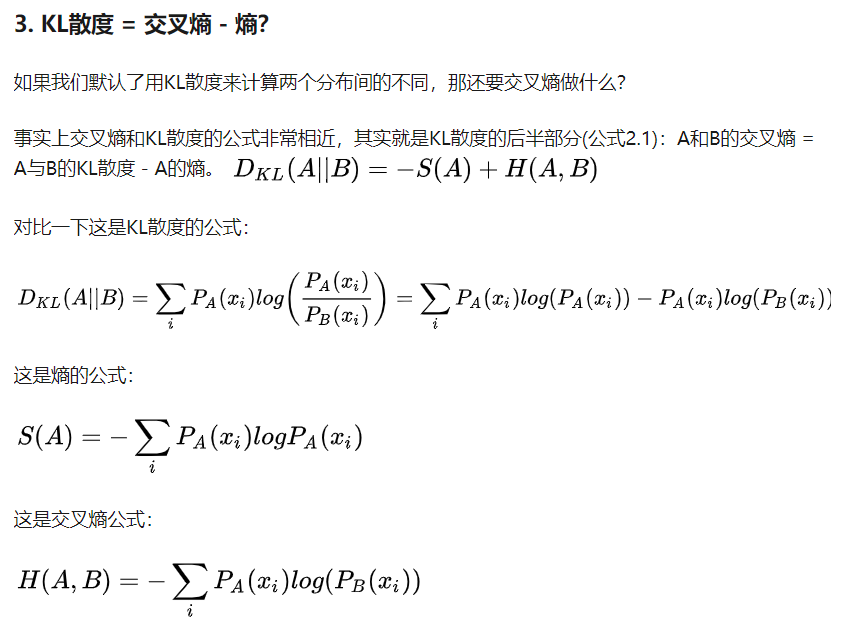 3. KL散度 = 交叉熵 - 熵?
如果我们默认了用KL散度来计算两个分布间的不同，那还要交叉熵做什么?
事实上交叉熵和KL散度的公式非常相近，其实就是KL散度的后半部分(公式2.1)：A和B的交叉熵 =
A与B的KL散度 - A的熵。 $D_{KL}(A||B) = -S(A) + H(A,B)$
对比一下这是KL散度的公式：
$D_{KL}(A||B) = \sum_i P_A(x_i)log\left(\frac{P_A(x_i)}{P_B(x_i)}\right) = \sum_i P_A(x_i)log(P_A(x_i)) - P_A(x_i)log(P_B(x_i))$
这是熵的公式：
$S(A) = -\sum_i P_A(x_i)logP_A(x_i)$
这是交叉熵公式：
$H(A,B) = -\sum_i P_A(x_i)log(P_B(x_i))$